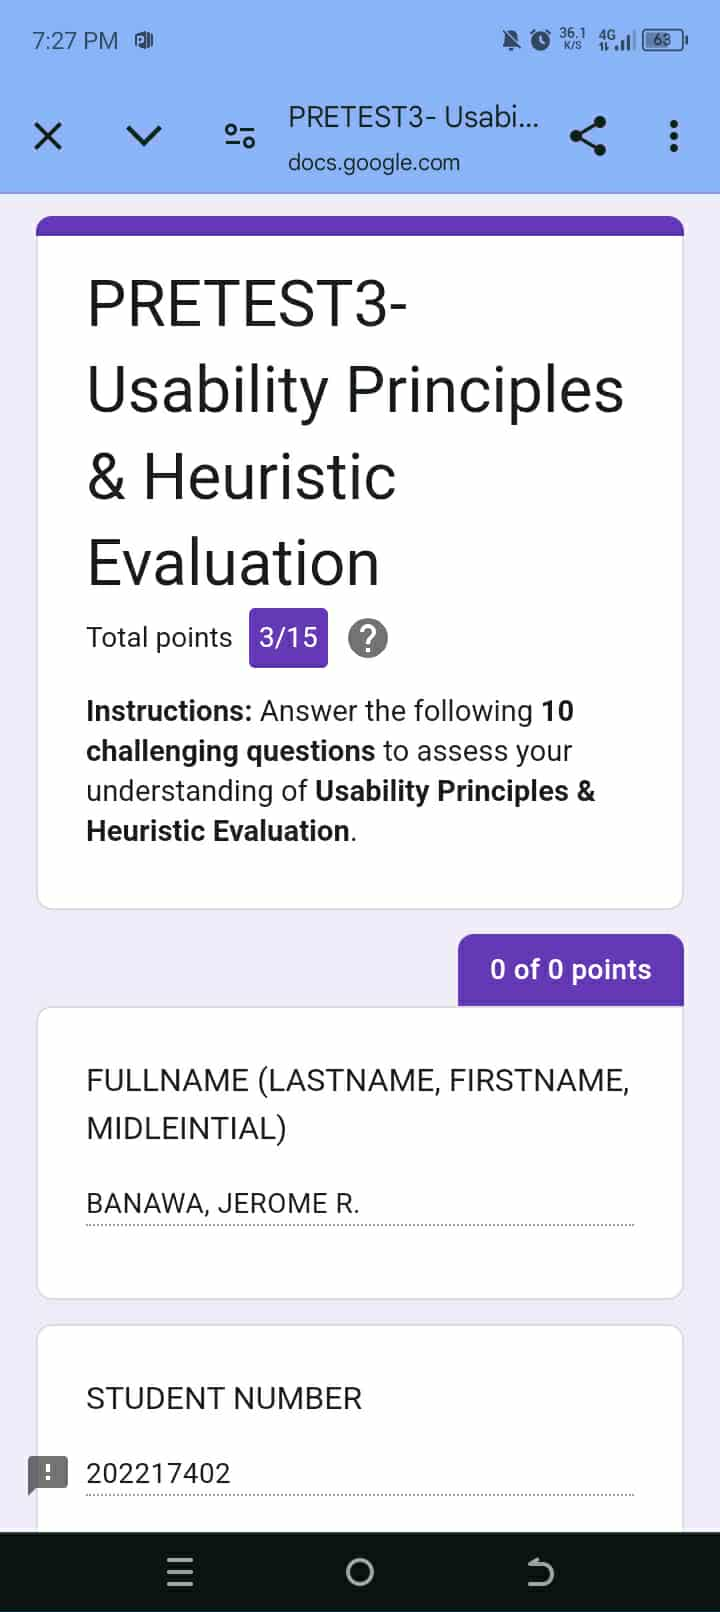 7:27 PM
36.1 K/S 4G 63
PRETEST3- Usabi...
docs.google.com
PRETEST3-
Usability Principles
& Heuristic
Evaluation
Total points 3/15 ?
Instructions: Answer the following 10
challenging questions to assess your
understanding of Usability Principles &
Heuristic Evaluation.
0 of 0 points
FULLNAME (LASTNAME, FIRSTNAME,
MIDLEINTIAL)
BANAWA, JEROME R.
STUDENT NUMBER
202217402